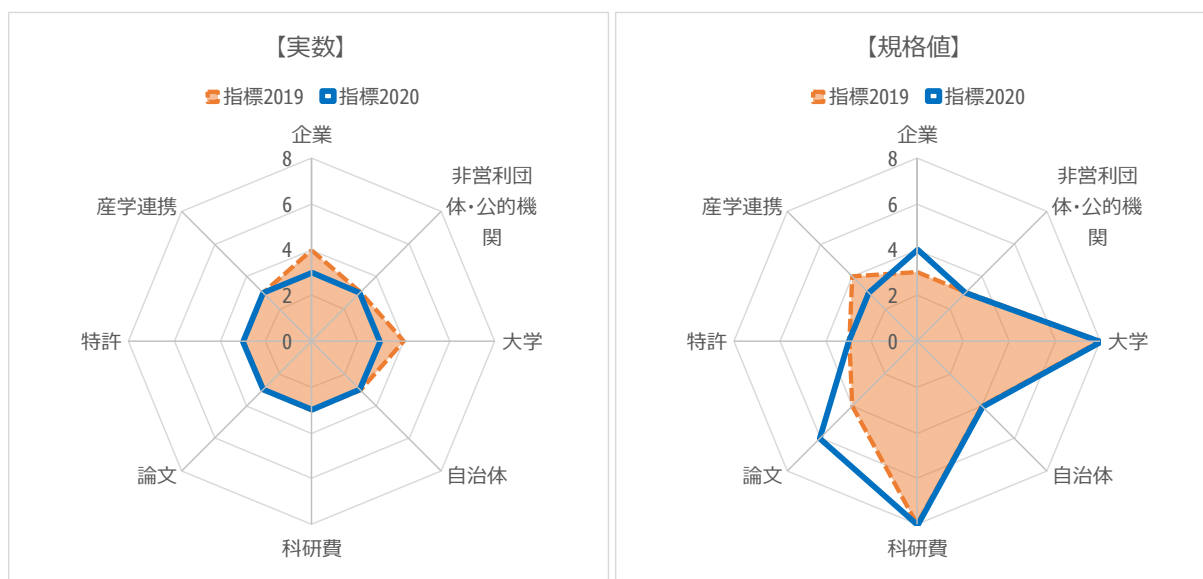 【実数】
指標2019 指標2020
企業
非営利団
体・公的機
関
大学
自治体
科研費
論文
特許
産学連携
8
6
4
2
0
【規格値】
指標2019 指標2020
企業
非営利団
体・公的機
関
大学
自治体
科研費
論文
特許
産学連携
8
6
4
2
0